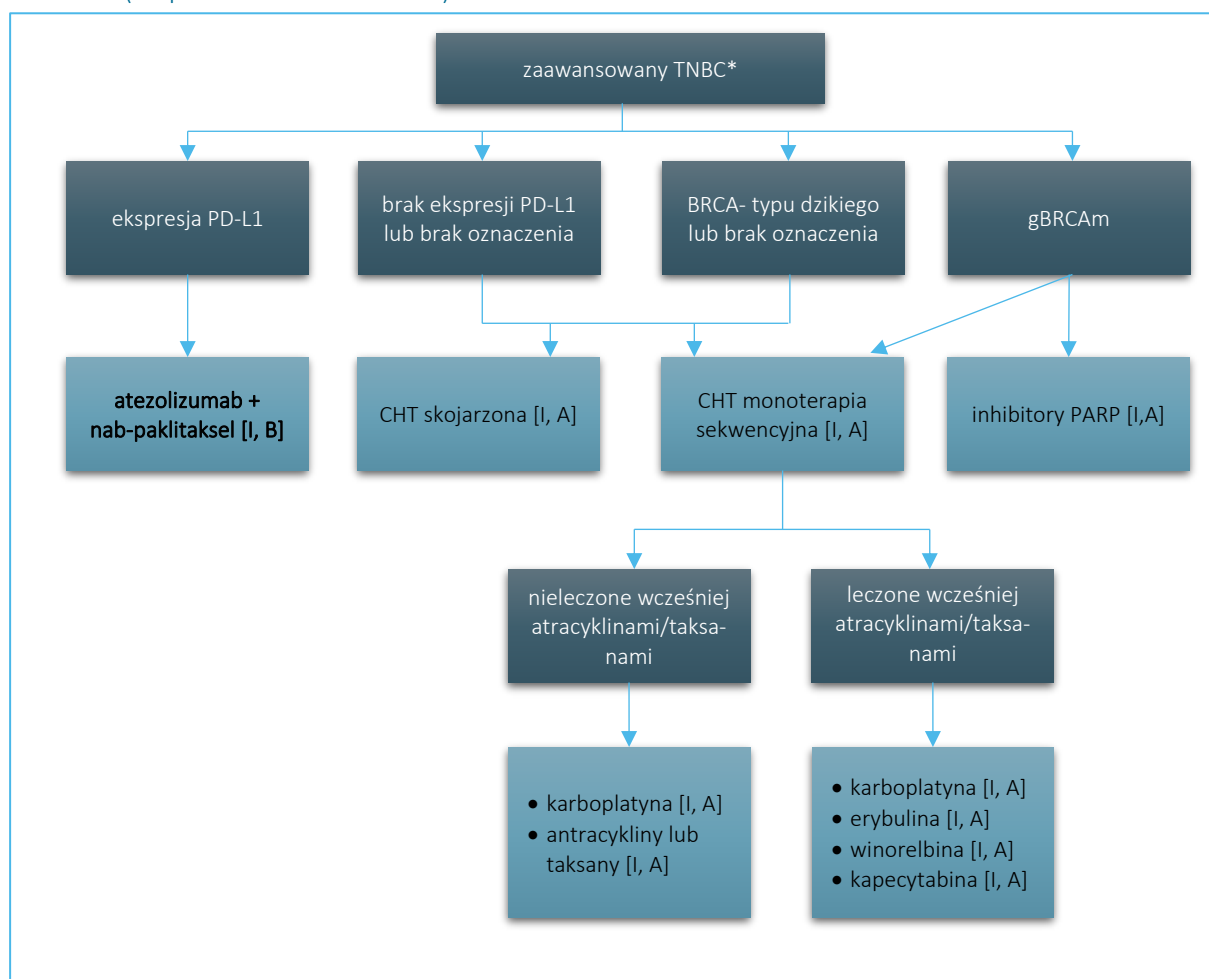 zaawansowany TNBC*
ekspresja PD-L1
brak ekspresji PD-L1
lub brak oznaczenia
BRCA- typu dzikiego
lub brak oznaczenia
gBRCAm
atezolizumab +
nab-paklitaksel [I, B]
CHT skojarzona [I, A]
CHT monoterapia
sekwencyjna [I, A]
inhibitory PARP [I,A]
nieleczone wcześniej
atracyklinami/taksa-
nami
leczone wcześniej
atracyklinami/taksa-
nami
• karboplatyna [I, A]
• antracykliny lub
taksany [I, A]
• karboplatyna [I, A]
• erybulina [I, A]
• winorelbina [I, A]
• kapecytabina [I, A]